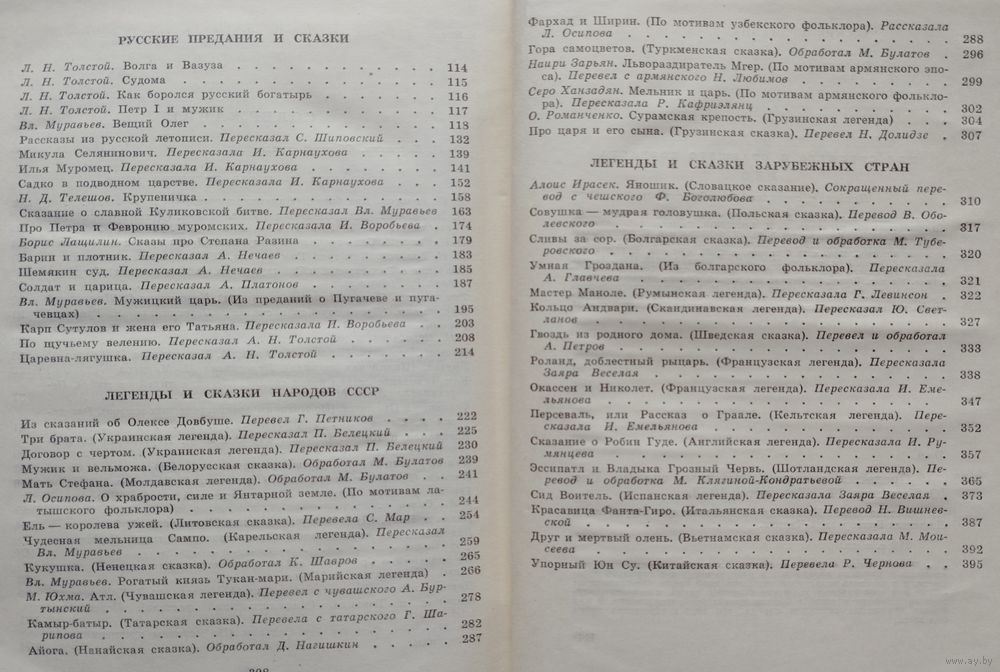 РУССКИЕ ПРЕДАНИЯ И СКАЗКИ
Л. Н. Толстой. Волга и Вазуза . . . . . . . . . . . 114
Л. Н. Толстой. Судома . . . . . . . . . . . 115
Л. Н. Толстой. Как боролся русский богатырь . . . . . . 116
Л. Н. Толстой. Петр I и мужик . . . . . . . . . . 117
Вл. Муравьев. Вещий Олег . . . . . . . . . . . 118
Рассказы из русской летописи. Пересказал С. Шиповский . . . 132
Микула Селянинович. Пересказала И. Карнаухова . . . . 139
Илья Муромец. Пересказала И. Карнаухова . . . . . . 141
Садко в подводном царстве. Пересказала И. Карнаухова . . . 152
Н. Д. Телешов. Крупеничка . . . . . . . . . . . 158
Сказание о славной Куликовской битве. Пересказал Вл. Муравьев 163
Про Петра и Февронию муромских. Пересказала И. Воробьева . 174
Борис Лащилин. Сказы про Степана Разина . . . . . . 179
Барин и плотник. Пересказал А. Нечаев . . . . . . . 183
Шемякин суд. Пересказал А. Нечаев . . . . . . . . 185
Солдат и царица. Пересказал А. Платонов . . . . . . 187
Вл. Муравьев. Мужицкий царь. (Из преданий о Пугачеве и пуга-
чевцах) . . . . . . . . . . . . . . 195
Карп Сутулов и жена его Татьяна. Пересказала И. Воробьева . 203
По щучьему велению. Пересказал А. Н. Толстой . . . . . 208
Царевна-лягушка. Пересказал А. Н. Толстой . . . . . . 214
ЛЕГЕНДЫ И СКАЗКИ НАРОДОВ СССР
Из сказаний об Олексе Довбуше. Перевел Г. Петников . . . 222
Три брата. (Украинская легенда). Пересказал П. Белецкий . . . 225
Договор с чертом. (Украинская легенда). Пересказал П. Белецкий 230
Мужик и вельможа. (Белорусская сказка). Обработал М. Булатов 239
Мать Стефана. (Молдавская легенда). Обработал М. Булатов . . 241
Л. Осипова. О храбрости, силе и Янтарной земле. (По мотивам ла-
тышского фольклора) . . . . . . . . . . . 244
Ель — королева ужей. (Литовская сказка). Перевела С. Мар . . 254
Чудесная мельница Сампо. (Карельская легенда). Пересказал
Вл. Муравьев . . . . . . . . . . . . 259
Кукушка. (Ненецкая сказка). Обработал К. Шавров . . . . 265
Вл. Муравьев. Рогатый князь Тукан-мари. (Марийская легенда) . 266
М. Юхма. Атл. (Чувашская легенда). Перевел с чувашского А. Бур-
тынский . . . . . . . . . . . . . . 278
Камыр-батыр. (Татарская сказка). Перевела с татарского Г. Ша-
рипова . . . . . . . . . . . . . . 282
Айога. (Нанайская сказка). Обработал Д. Нагишкин . . . . 287
398
Фархад и Ширин. (По мотивам узбекского фольклора). Рассказала
Л. Осипова . . . . . . . . . . . . . 288
Гора самоцветов. (Туркменская сказка). Обработал М. Булатов . 296
Наири Зарьян. Львораздиратель Мгер. (По мотивам армянского эпо-
са). Перевел с армянского Н. Любимов . . . . . . . 299
Серо Ханзадян. Мельник и царь. (По мотивам армянского фолькло-
ра). Пересказала Р. Кафриэлянц . . . . . . . . 302
О. Романченко. Сурамская крепость. (Грузинская легенда) . . . 304
Про царя и его сына. (Грузинская сказка). Перевел Н. Долидзе . 307
ЛЕГЕНДЫ И СКАЗКИ ЗАРУБЕЖНЫХ СТРАН
Алоис Ирасек. Яношик. (Словацкое сказание). Сокращенный пере-
вод с чешского Ф. Боголюбова . . . . . . . . . 310
Совушка — мудрая головушка. (Польская сказка). Перевод В. Обо-
левского . . . . . . . . . . . . . . 317
Сливы за сор. (Болгарская сказка). Перевод и обработка М. Тубе-
ровского . . . . . . . . . . . . . . 320
Умная Гроздана. (Из болгарского фольклора). Пересказала
А. Главчева . . . . . . . . . . . . . 321
Мастер Маноле. (Румынская легенда). Пересказала Г. Левинсон . 322
Кольцо Андвари. (Скандинавская легенда). Пересказал Ю. Свет-
ланов . . . . . . . . . . . . . . 327
Гвоздь из родного дома. (Шведская сказка). Перевел и обработал
А. Петров . . . . . . . . . . . . . . 333
Роланд, доблестный рыцарь. (Французская легенда). Пересказала
Заяра Веселая . . . . . . . . . . . . 338
Окассен и Николет. (Французская легенда). Пересказала И. Еме-
льянова . . . . . . . . . . . . . . 347
Персеваль, или Рассказ о Граале. (Кельтская легенда). Пере-
сказала И. Емельянова . . . . . . . . . . 352
Сказание о Робин Гуде. (Английская легенда). Пересказала И. Ру-
мянцева . . . . . . . . . . . . . . 357
Эссипатл и Владыка Грозный Червь. (Шотландская легенда). Пе-
ревод и обработка М. Клягиной-Кондратьевой . . . . . 365
Сид Воитель. (Испанская легенда). Пересказала Заяра Веселая . 373
Красавица Фанта-Гиро. (Итальянская сказка). Перевод Н. Вишнев-
ской . . . . . . . . . . . . . . . 387
Друг и мертвый олень. (Вьетнамская сказка). Пересказала М. Мои-
сеева . . . . . . . . . . . . . . . 392
Упорный Юн Су. (Китайская сказка). Перевела Р. Чернова . . 395
www.ay.by